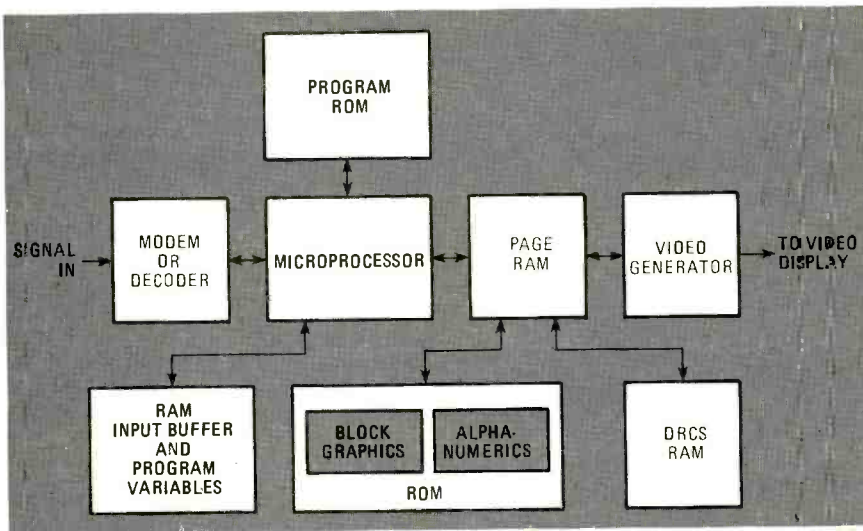 PROGRAM
ROM
SIGNAL
IN
MODEM
OR
DECODER
MICROPROCESSOR
PAGE
RAM
VIDEO
GENERATOR
TO VIDEO
DISPLAY
RAM
INPUT BUFFER
AND
PROGRAM
VARIABLES
BLOCK
GRAPHICS
ALPHA-
NUMERICS
ROM
DRCS
RAM